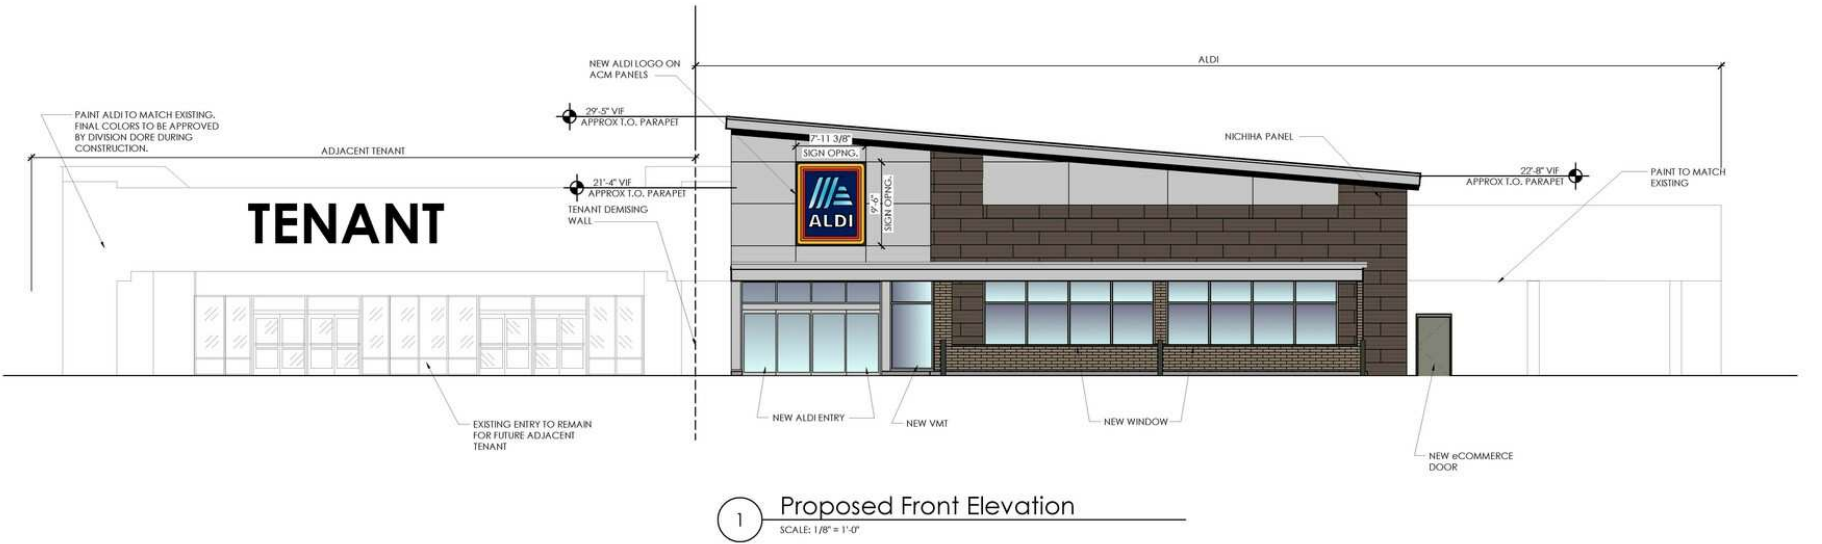 ALDI
NEW ALDI LOGO ON
ACM PANELS
29'-5" VIF
APPROX T.O. PARAPET
PAINT ALDI TO MATCH EXISTING.
FINAL COLORS TO BE APPROVED
BY DIVISION DORE DURING
CONSTRUCTION.
ADJACENT TENANT
7'-11 3/8"
SIGN OPNG.
NICHIHA PANEL
22'-8" VIF
APPROX T.O. PARAPET
PAINT TO MATCH
EXISTING
21'-4" VIF
APPROX T.O. PARAPET
TENANT DEMISING
WALL
TENANT
ALDI
9'-6"
SIGN OPNG.
NEW ALDI ENTRY
NEW VMT
NEW WINDOW
EXISTING ENTRY TO REMAIN
FOR FUTURE ADJACENT
TENANT
NEW eCOMMERCE
DOOR
1
Proposed Front Elevation
SCALE: 1/8" = 1'-0"